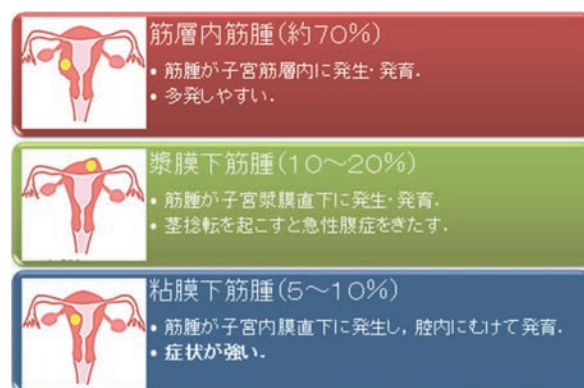 筋層内筋腫(約70%)
• 筋腫が子宮筋層内に発生・発育.
• 多発しやすい.
漿膜下筋腫(10～20%)
• 筋腫が子宮漿膜直下に発生・発育.
• 茎捻転を起こすと急性腹症をきたす.
粘膜下筋腫(5～10%)
• 筋腫が子宮内膜直下に発生し, 腔内にむけて発育.
• 症状が強い.